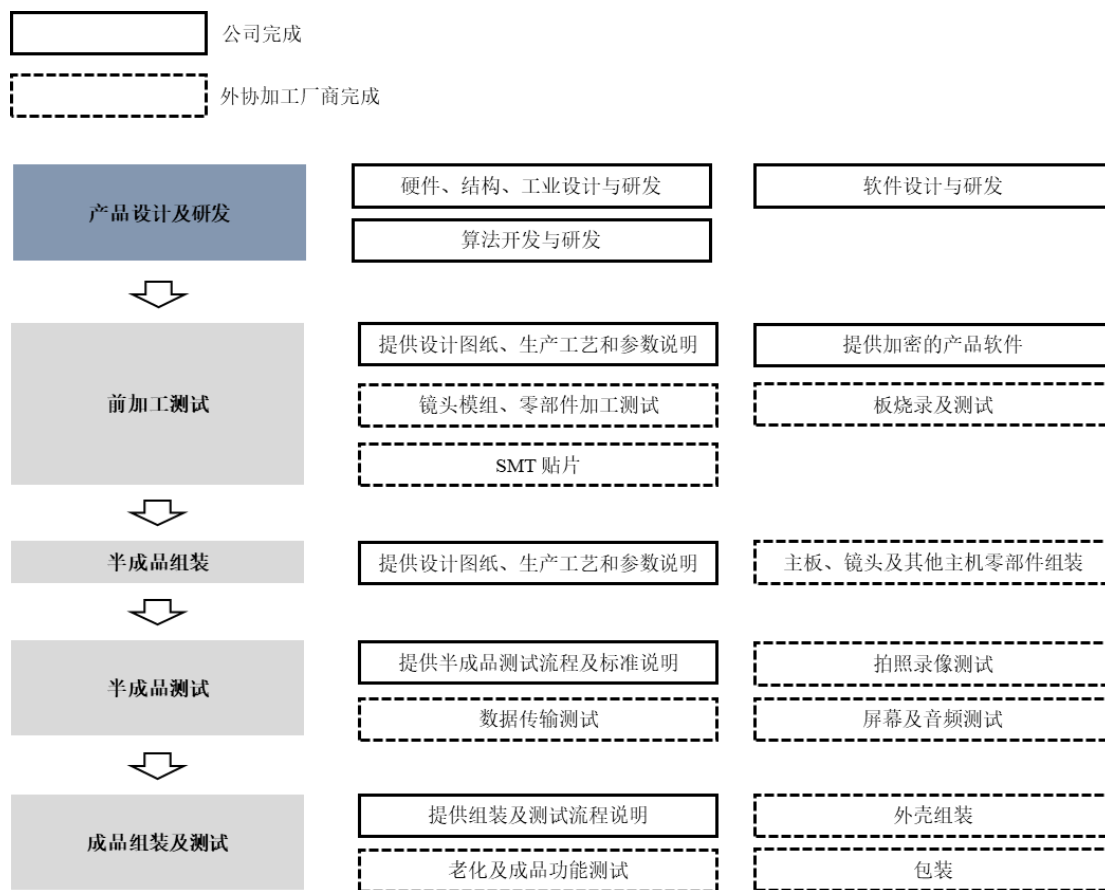 公司完成
外协加工厂商完成
产品设计及研发
硬件、结构、工业设计与研发
软件设计与研发
算法开发与研发
前加工测试
提供设计图纸、生产工艺和参数说明
提供加密的产品软件
镜头模组、零部件加工测试
板烧录及测试
SMT 贴片
半成品组装
提供设计图纸、生产工艺和参数说明
主板、镜头及其他主机零部件组装
半成品测试
提供半成品测试流程及标准说明
拍照录像测试
数据传输测试
屏幕及音频测试
成品组装及测试
提供组装及测试流程说明
外壳组装
老化及成品功能测试
包装